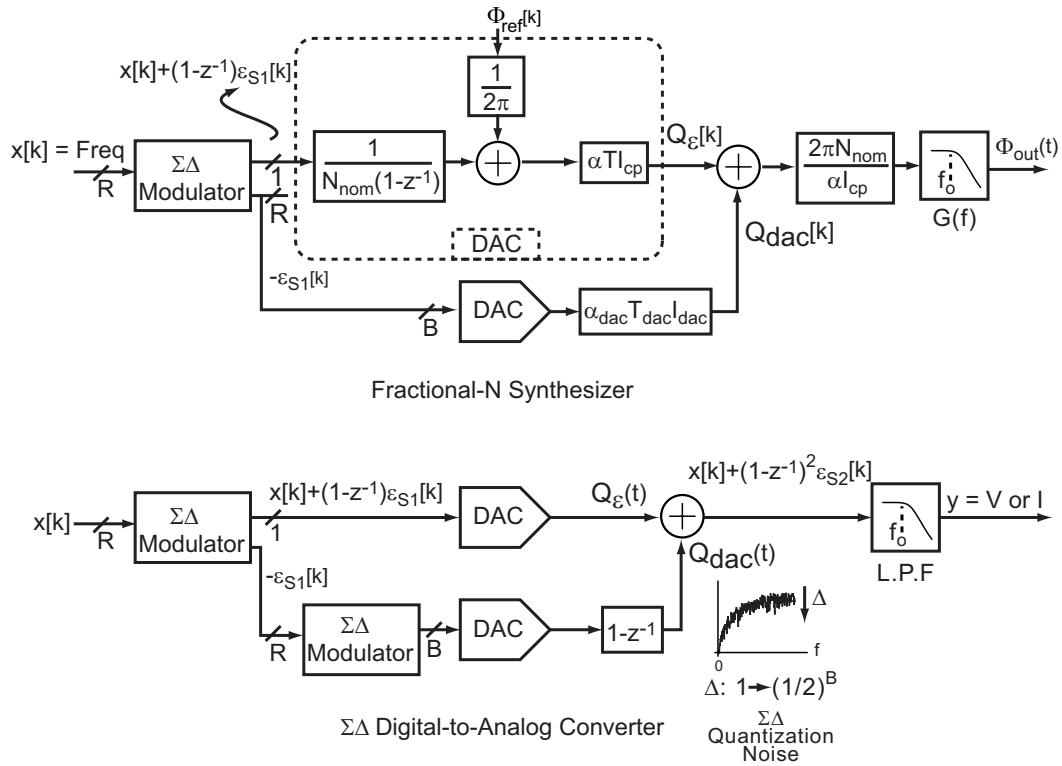 Φref[k]
x[k]+(1-z⁻¹)εS1[k]
1
2π
x[k] = Freq
R
ΣΔ
Modulator
1
R
1
Nnom(1-z⁻¹)
+
αTIcp
Qε[k]
+
2πNnom
αIcp
fo
G(f)
Φout(t)
DAC
Qdac[k]
-εS1[k]
B
DAC
αdacTdacIdac
Fractional-N Synthesizer
x[k]
R
ΣΔ
Modulator
x[k]+(1-z⁻¹)εS1[k]
1
DAC
Qε(t)
+
x[k]+(1-z⁻¹)²εS2[k]
fo
L.P.F
y = V or I
-εS1[k]
R
ΣΔ
Modulator
B
DAC
1-z⁻¹
Qdac(t)
Δ
0
f
Δ: 1→(1/2)ᴮ
ΣΔ
Quantization
Noise
ΣΔ Digital-to-Analog Converter